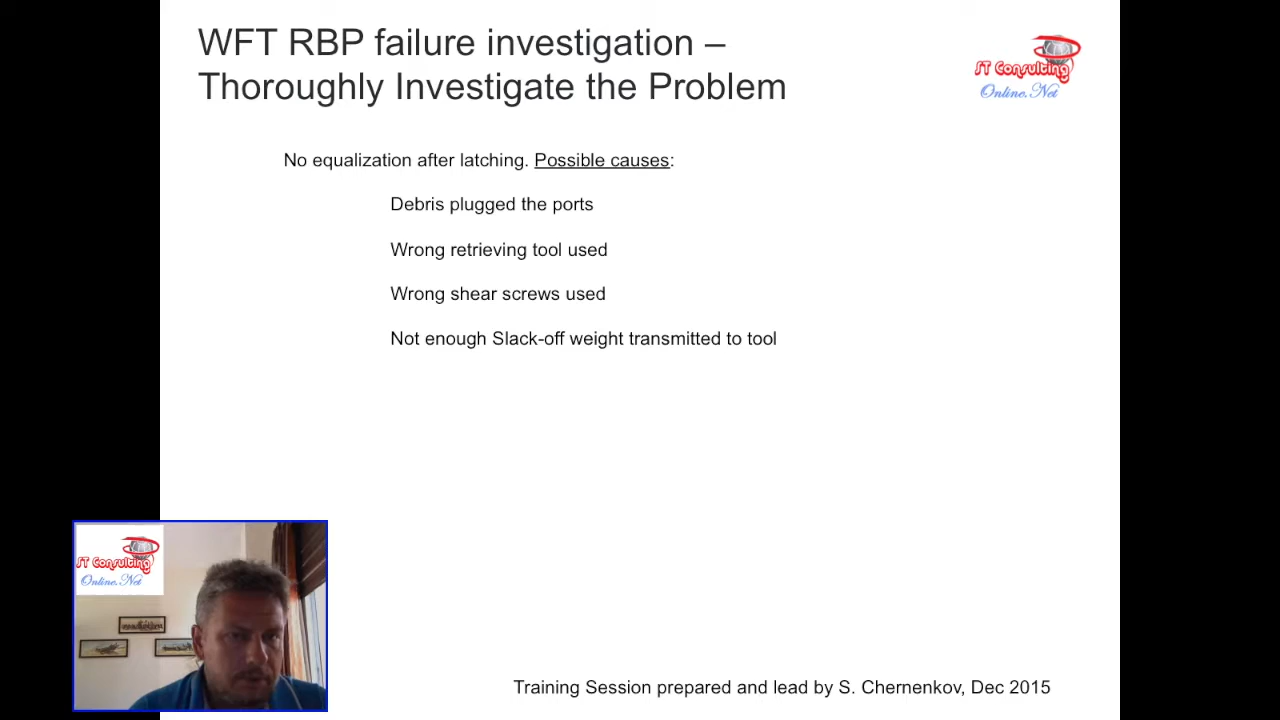 WFT RBP failure investigation –
Thoroughly Investigate the Problem
ST Consulting
Online.Net
No equalization after latching. Possible causes:
Debris plugged the ports
Wrong retrieving tool used
Wrong shear screws used
Not enough Slack-off weight transmitted to tool
ST Consulting
Online.Net
Training Session prepared and lead by S. Chernenkov, Dec 2015